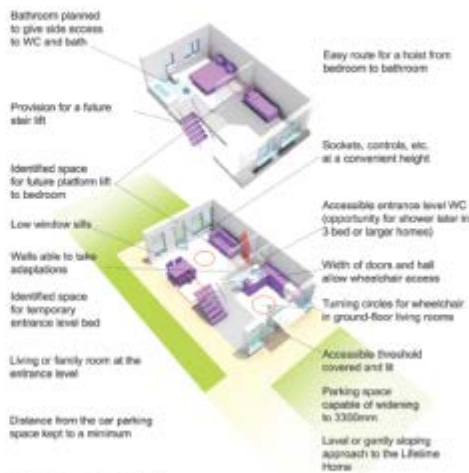 Bathroom planned
to give side access
to WC and bath
Provision for a future
stair lift
Identified space
for future platform lift
to bedroom
Low window sills
Walls able to take
adaptations
Identified space
for temporary
entrance level bed
Living or family room at the
entrance level
Distance from the car parking
space kept to a minimum
Easy route for a hoist from
bedroom to bathroom
Sockets, controls, etc.
at a convenient height
Accessible entrance level WC
(opportunity for shower later in
3 bed or larger homes)
Width of doors and hall
allow wheelchair access
Turning circles for wheelchair
in ground-floor living rooms
Accessible threshold
covered and lit
Parking space
capable of widening
to 3300mm
Level or gently sloping
approach to the Lifetime
Home